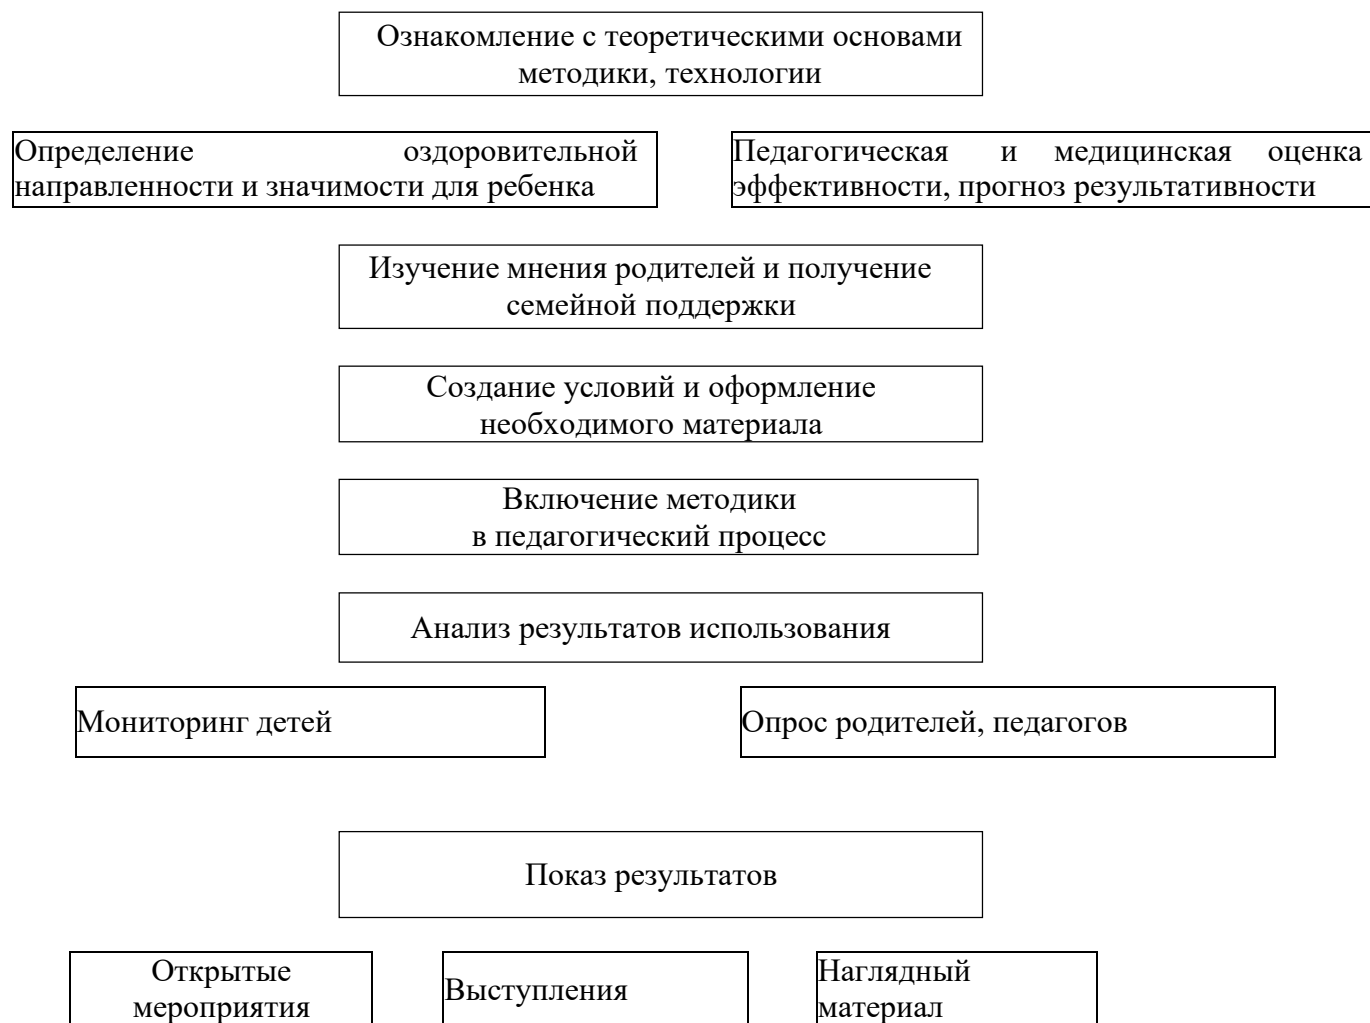 Ознакомление с теоретическими основами
методики, технологии
Определение оздоровительной
направленности и значимости для ребенка
Педагогическая и медицинская оценка
эффективности, прогноз результативности
Изучение мнения родителей и получение
семейной поддержки
Создание условий и оформление
необходимого материала
Включение методики
в педагогический процесс
Анализ результатов использования
Мониторинг детей
Опрос родителей, педагогов
Показ результатов
Открытые
мероприятия
Выступления
Наглядный
материал